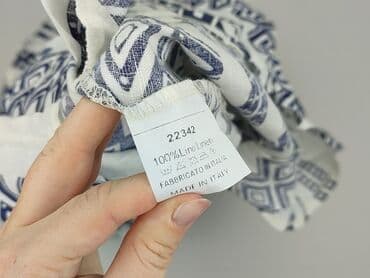 22342
100% Lino Linen
FABBRICATO IN ITALIA
MADE IN ITALY